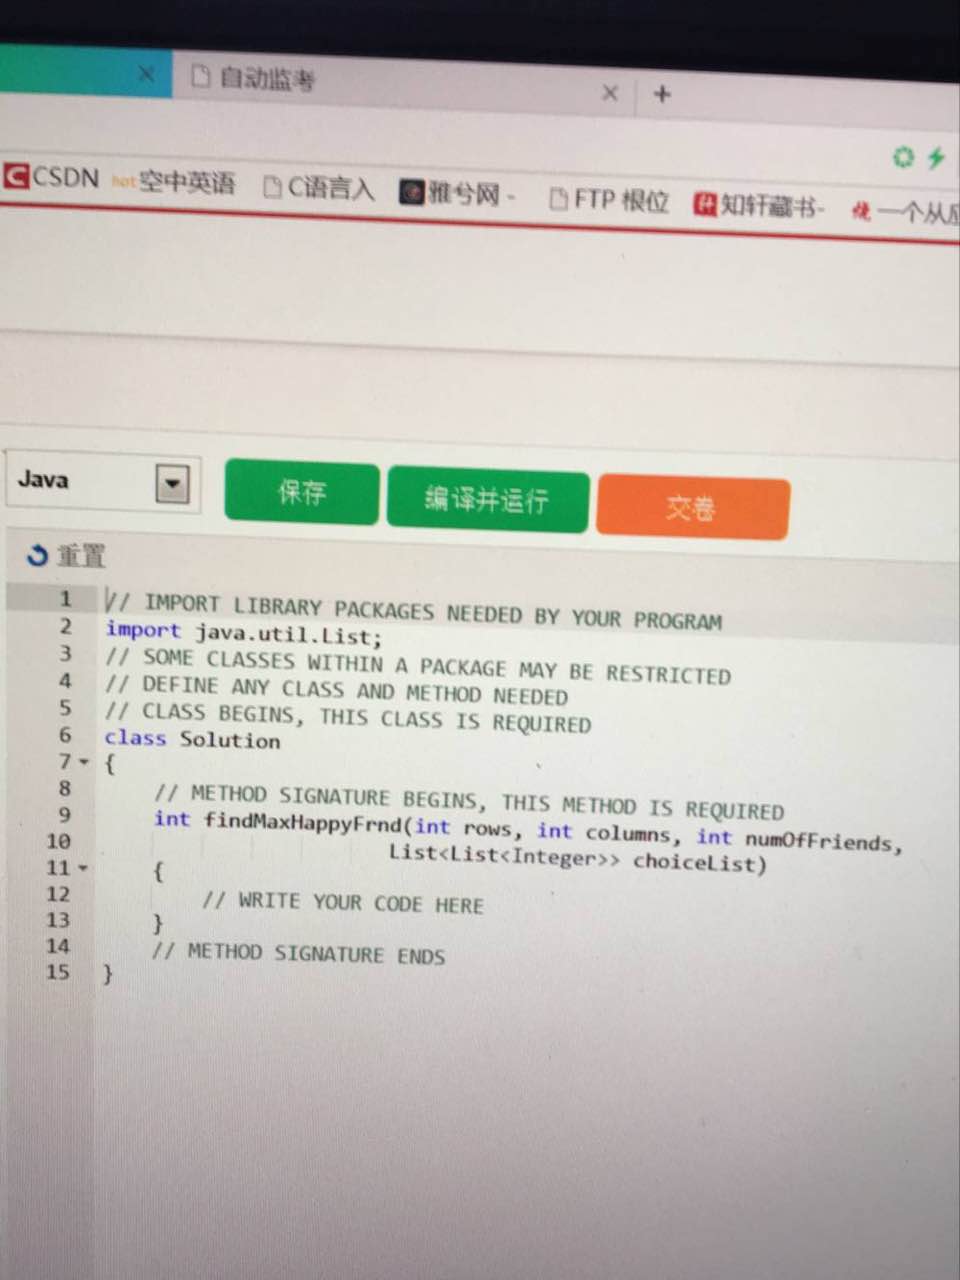 自动监考
CSDN hot空中英语 C语言入 雅兮网 - FTP 根位 知轩藏书- 一个从
Java 保存 编译并运行 交卷
重置
1 // IMPORT LIBRARY PACKAGES NEEDED BY YOUR PROGRAM
2 import java.util.List;
3 // SOME CLASSES WITHIN A PACKAGE MAY BE RESTRICTED
4 // DEFINE ANY CLASS AND METHOD NEEDED
5 // CLASS BEGINS, THIS CLASS IS REQUIRED
6 class Solution
7 {
8 // METHOD SIGNATURE BEGINS, THIS METHOD IS REQUIRED
9 int findMaxHappyFrnd(int rows, int columns, int numOfFriends,
10 List<List<Integer>> choiceList)
11 {
12 // WRITE YOUR CODE HERE
13 }
14 // METHOD SIGNATURE ENDS
15 }